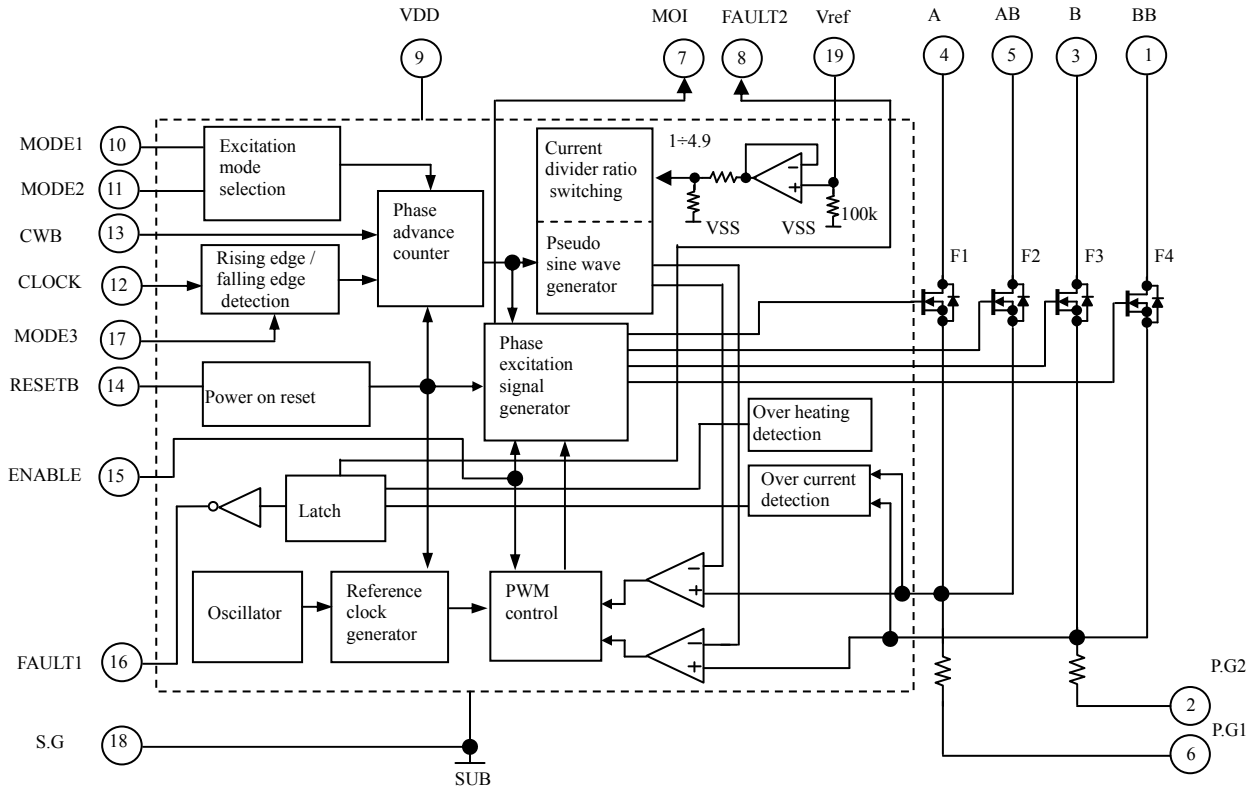 VDD
MOI
FAULT2
Vref
A
AB
B
BB
9
7
8
19
4
5
3
1
MODE1
10
MODE2
11
CWB
13
CLOCK
12
MODE3
17
RESETB
14
ENABLE
15
FAULT1
16
S.G
18
Excitation
mode
selection
Phase
advance
counter
Rising edge /
falling edge
detection
Power on reset
Current
divider ratio
switching
Pseudo
sine wave
generator
1÷4.9
−
+
VSS
VSS
100k
Phase
excitation
signal
generator
F1
F2
F3
F4
Over heating
detection
Over current
detection
Latch
Oscillator
Reference
clock
generator
PWM
control
−
+
−
+
SUB
P.G2
2
P.G1
6